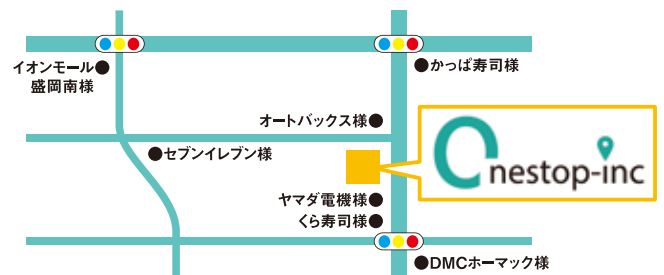 イオンモール
盛岡南様
かっぱ寿司様
オートバックス様
セブンイレブン様
Onestop-inc
ヤマダ電機様
くら寿司様
DMCホーマック様